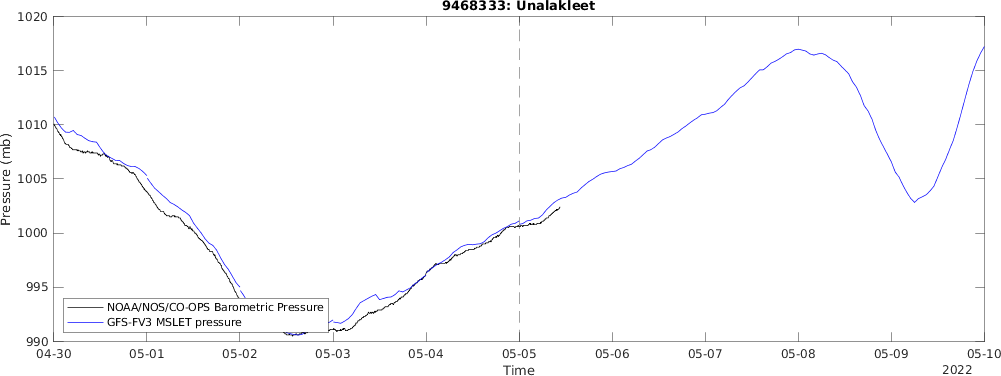 9468333: Unalakleet
1020
1015
1010
1005
1000
995
990
Pressure (mb)
NOAA/NOS/CO-OPS Barometric Pressure
GFS-FV3 MSLET pressure
04-30 05-01 05-02 05-03 05-04 05-05 05-06 05-07 05-08 05-09 05-10
Time
2022